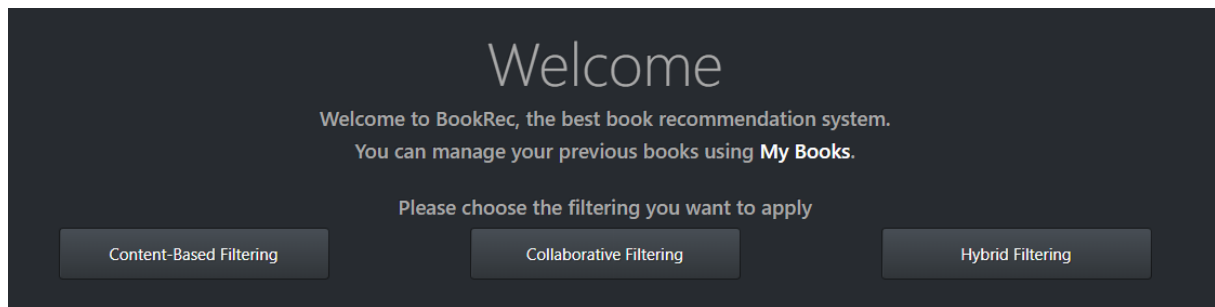 Welcome
Welcome to BookRec, the best book recommendation system.
You can manage your previous books using My Books.
Please choose the filtering you want to apply
Content-Based Filtering
Collaborative Filtering
Hybrid Filtering